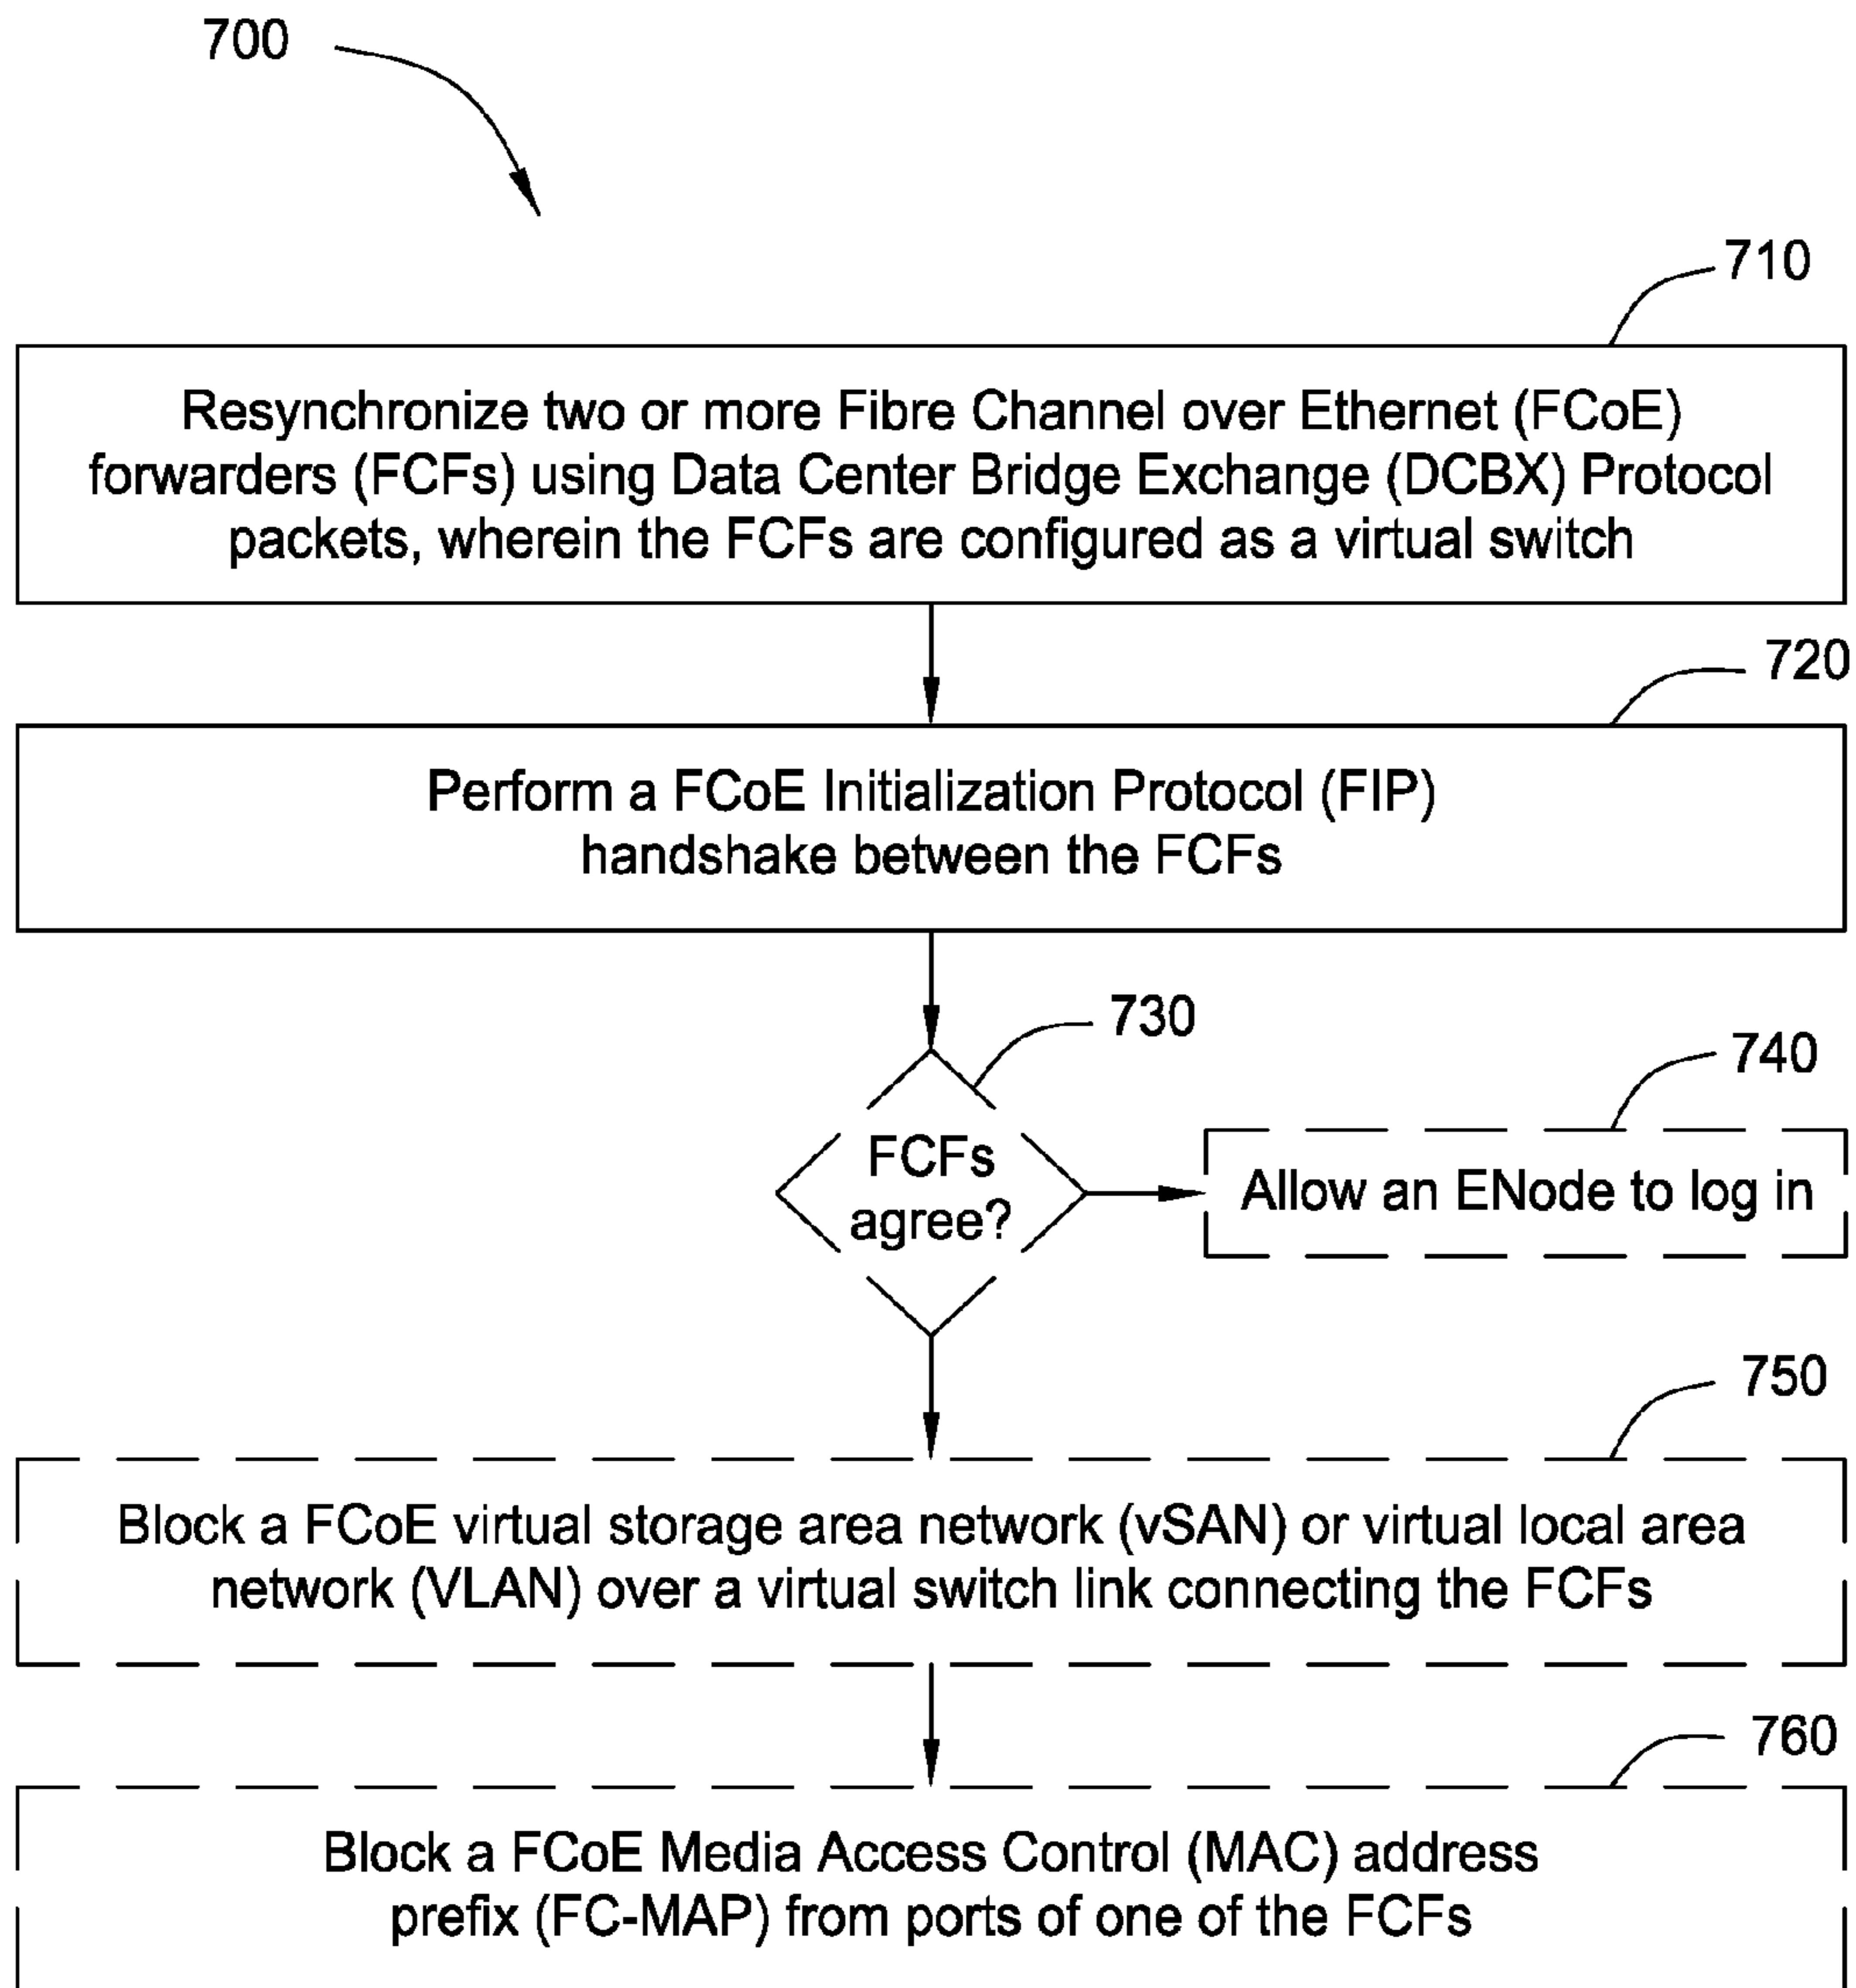 700
710
Resynchronize two or more Fibre Channel over Ethernet (FCoE)
forwarders (FCFs) using Data Center Bridge Exchange (DCBX) Protocol
packets, wherein the FCFs are configured as a virtual switch
720
Perform a FCoE Initialization Protocol (FIP)
handshake between the FCFs
730
740
FCFs
agree?
Allow an ENode to log in
750
Block a FCoE virtual storage area network (vSAN) or virtual local area
network (VLAN) over a virtual switch link connecting the FCFs
760
Block a FCoE Media Access Control (MAC) address
prefix (FC-MAP) from ports of one of the FCFs